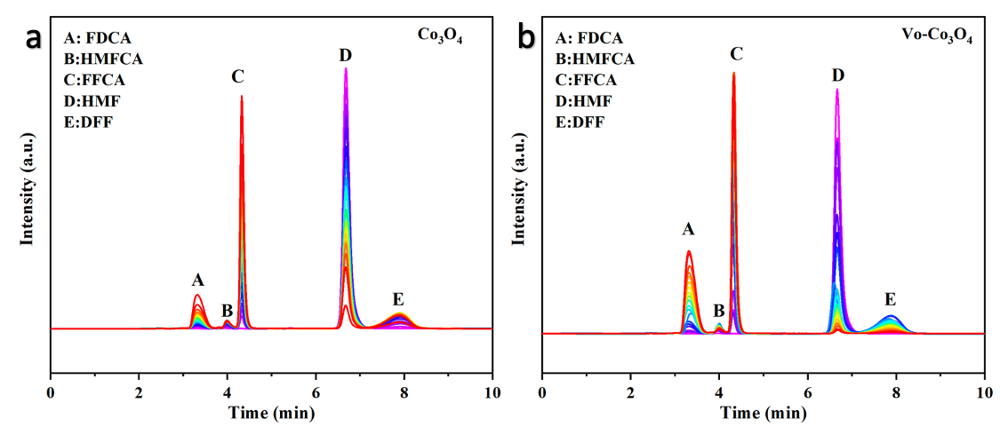 a
Co₃O₄
A: FDCA
B:HMFCA
C:FFCA
D:HMF
E:DFF
A
B
C
D
E
Intensity (a.u.)
0 2 4 6 8 10
Time (min)
b
Vo-Co₃O₄
A: FDCA
B:HMFCA
C:FFCA
D:HMF
E:DFF
A
B
C
D
E
Intensity (a.u.)
0 2 4 6 8 10
Time (min)